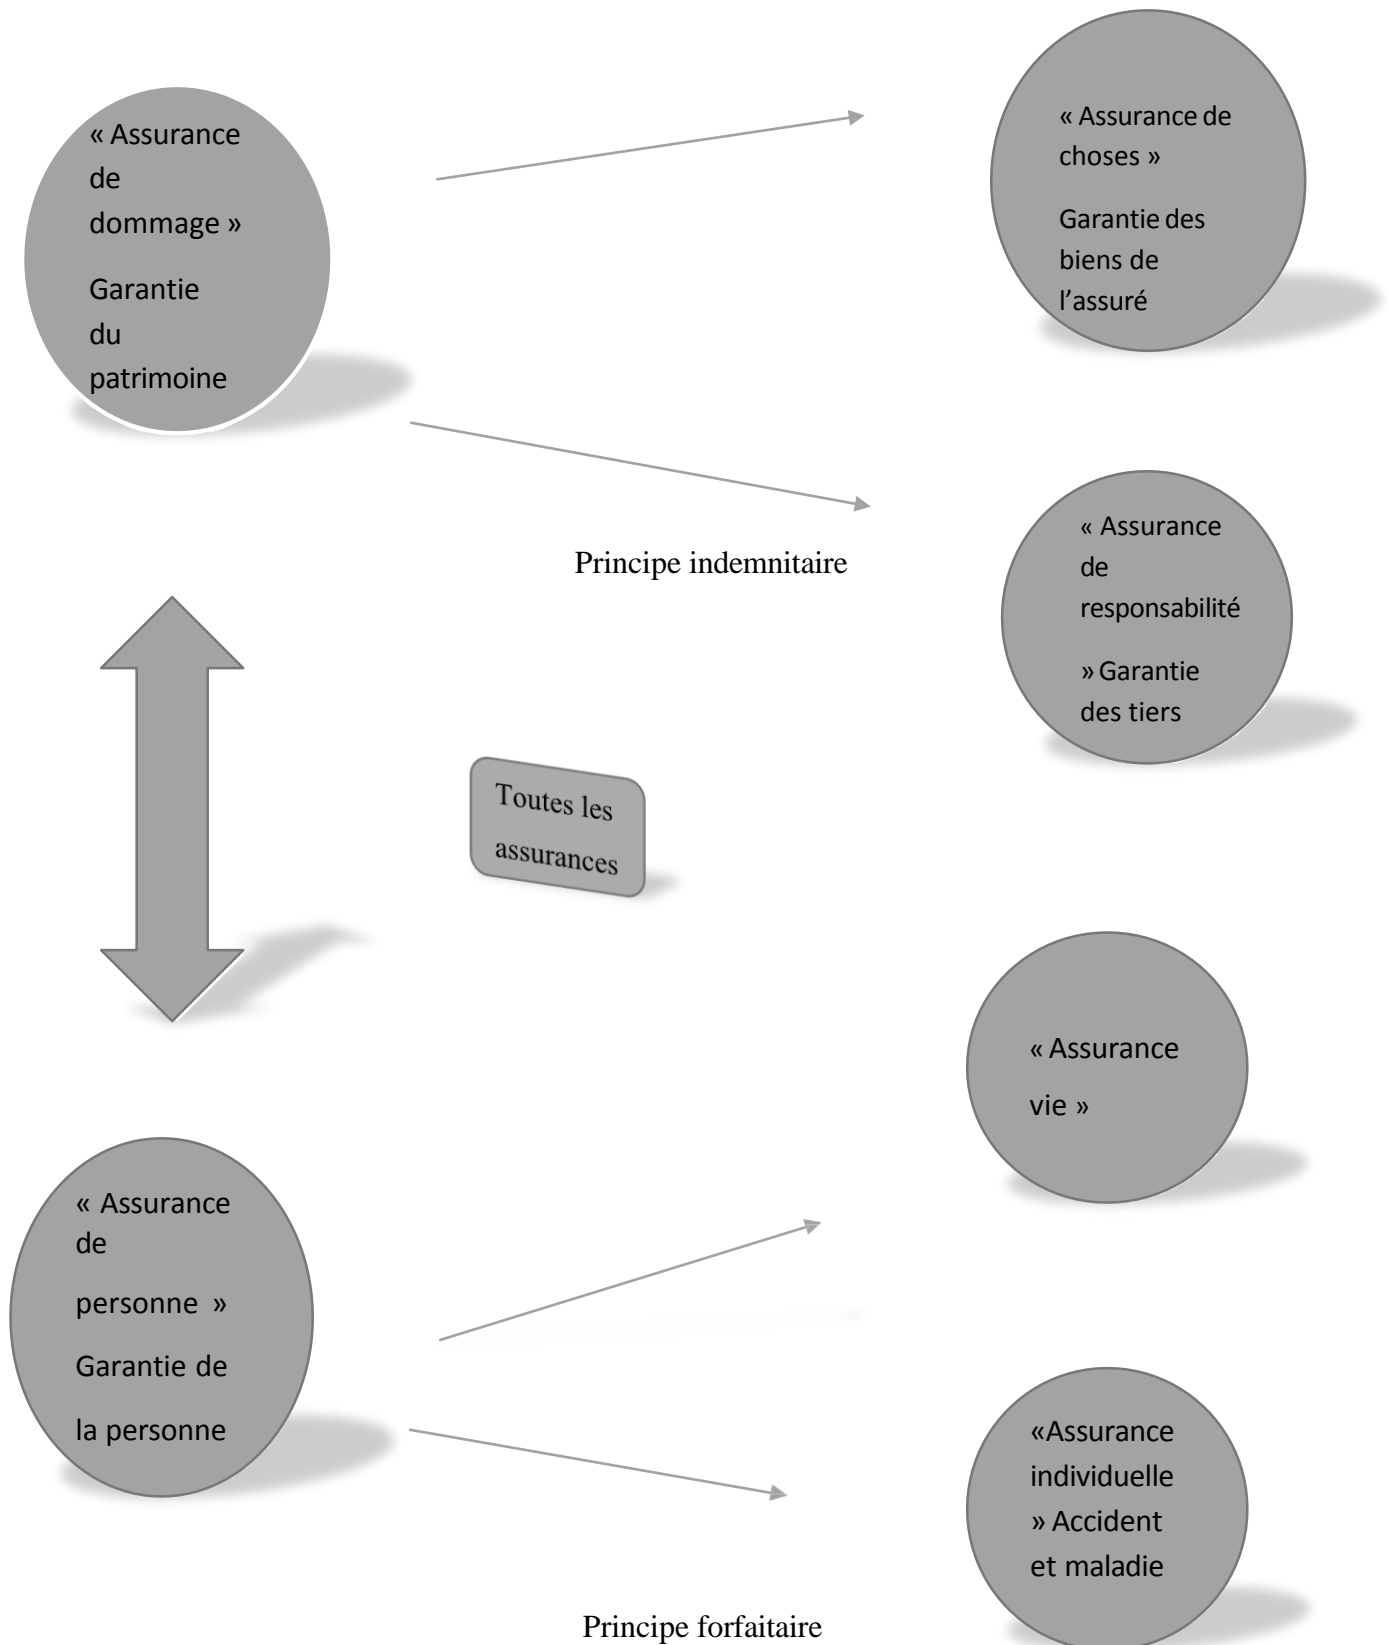 « Assurance
de
dommage »
Garantie
du
patrimoine
« Assurance de
choses »
Garantie des
biens de
l’assuré
Principe indemnitaire
« Assurance
de
responsabilité
» Garantie
des tiers
Toutes les
assurances
« Assurance
vie »
« Assurance
de
personne »
Garantie de
la personne
«Assurance
individuelle
» Accident
et maladie
Principe forfaitaire